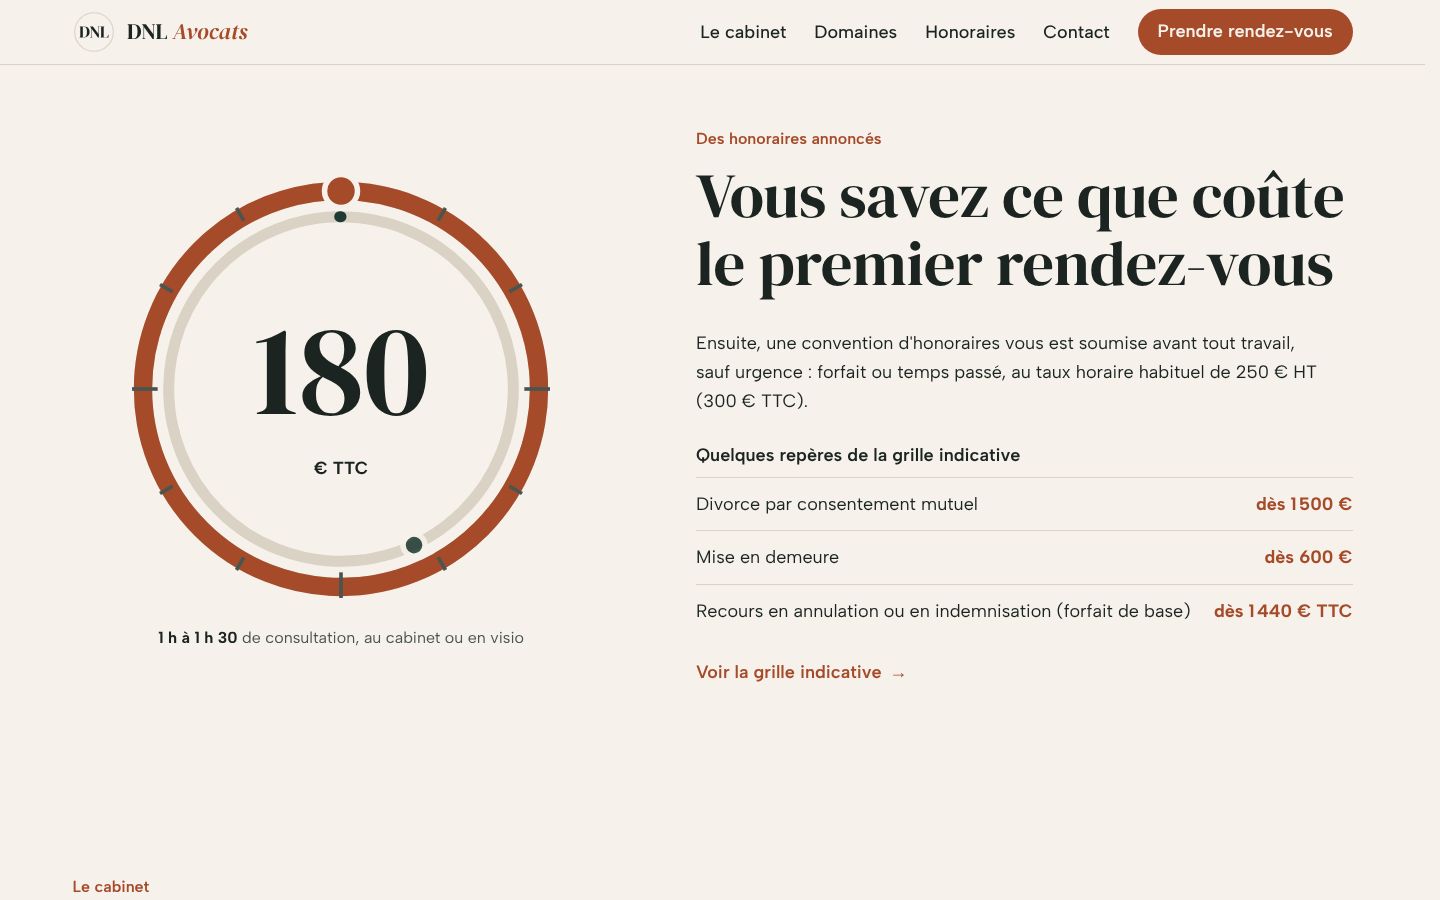 DNL DNL Avocats
Le cabinet Domaines Honoraires Contact Prendre rendez-vous
180
€ TTC
1 h à 1 h 30 de consultation, au cabinet ou en visio
Des honoraires annoncés
Vous savez ce que coûte
le premier rendez-vous
Ensuite, une convention d'honoraires vous est soumise avant tout travail,
sauf urgence : forfait ou temps passé, au taux horaire habituel de 250 € HT
(300 € TTC).
Quelques repères de la grille indicative
Divorce par consentement mutuel dès 1 500 €
Mise en demeure dès 600 €
Recours en annulation ou en indemnisation (forfait de base) dès 1 440 € TTC
Voir la grille indicative →
Le cabinet